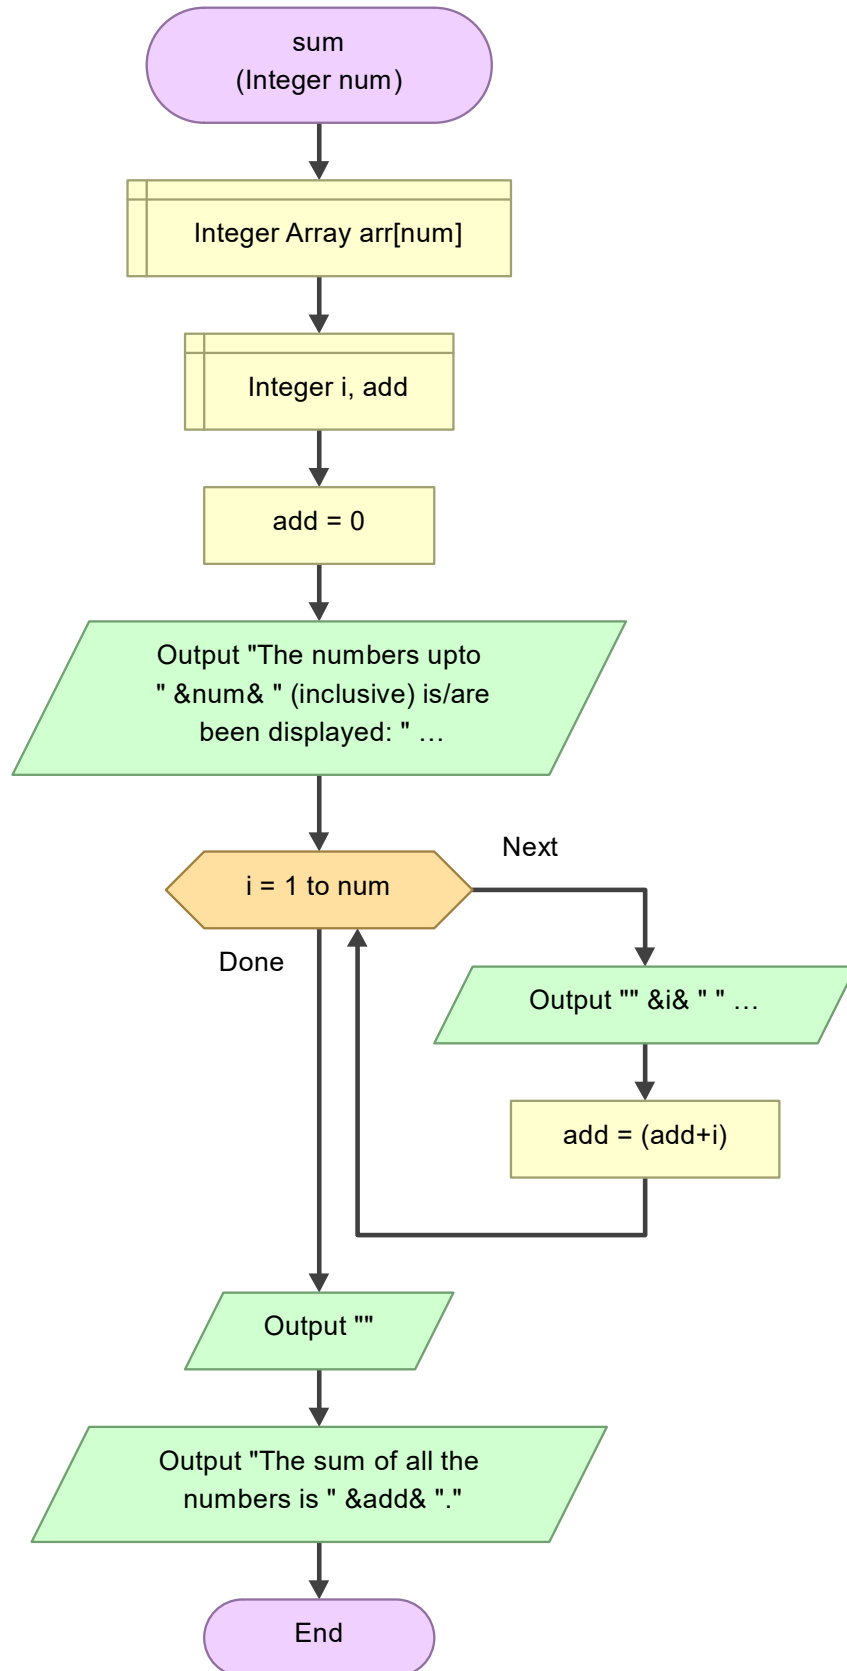 sum
(Integer num)
Integer Array arr[num]
Integer i, add
add = 0
Output "The numbers upto
" &num& " (inclusive) is/are
been displayed: " …
i = 1 to num
Next
Done
Output "" &i& " " …
add = (add+i)
Output ""
Output "The sum of all the
numbers is " &add& "."
End